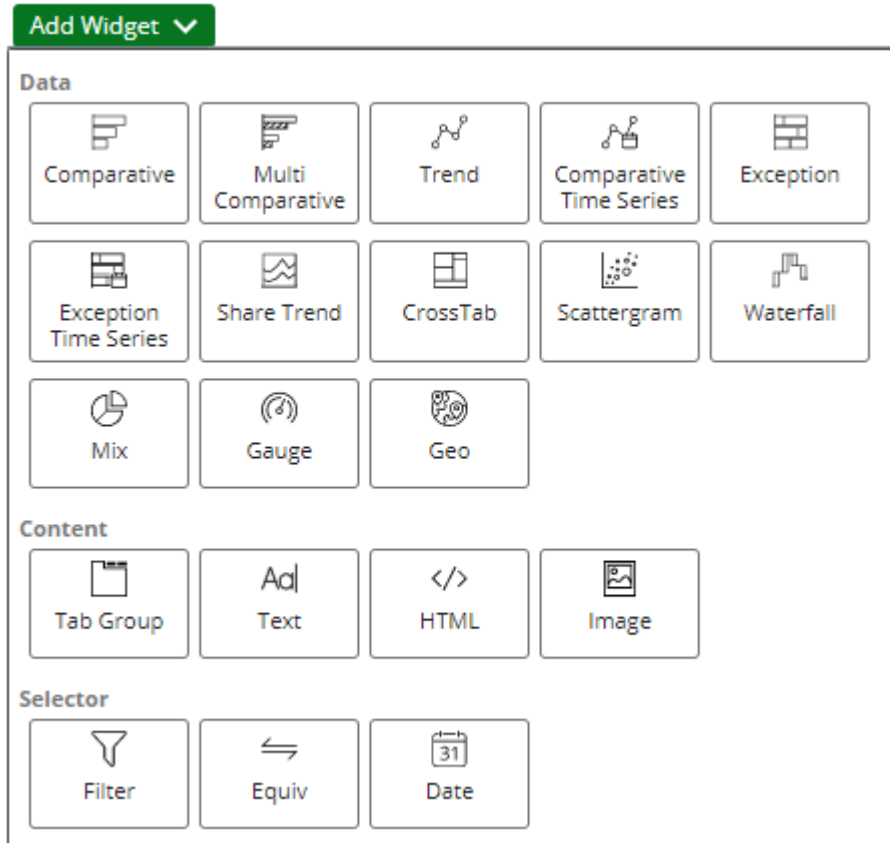 Add Widget
Data
Comparative
Multi
Comparative
Trend
Comparative
Time Series
Exception
Exception
Time Series
Share Trend
CrossTab
Scattergram
Waterfall
Mix
Gauge
Geo
Content
Tab Group
Aa
Text
</>
HTML
Image
Selector
Filter
Equiv
31
Date